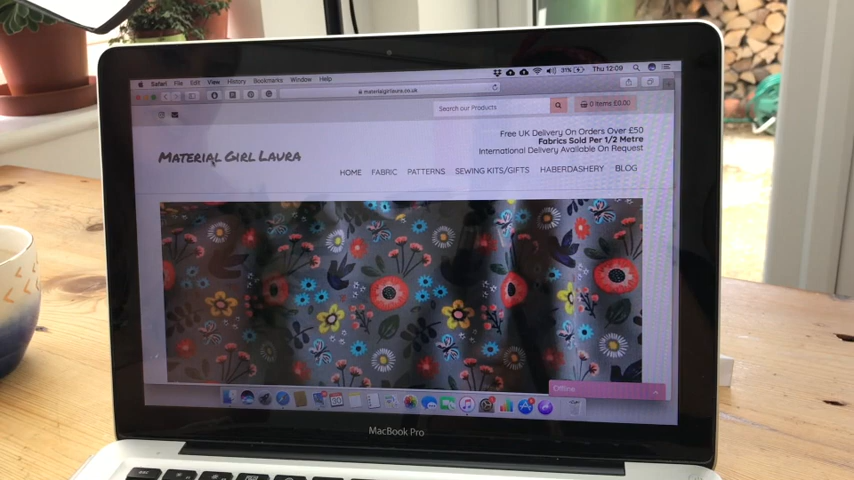 Safari File Edit View History Bookmarks Window Help
31% Thu 12:09
materialgirllaura.co.uk
Search our Products
0 Items £0.00
Free UK Delivery On Orders Over £50
Fabrics Sold Per 1/2 Metre
International Delivery Available On Request
MATERIAL GIRL LAURA
HOME FABRIC PATTERNS SEWING KITS/GIFTS HABERDASHERY BLOG
Offline
MacBook Pro
esc